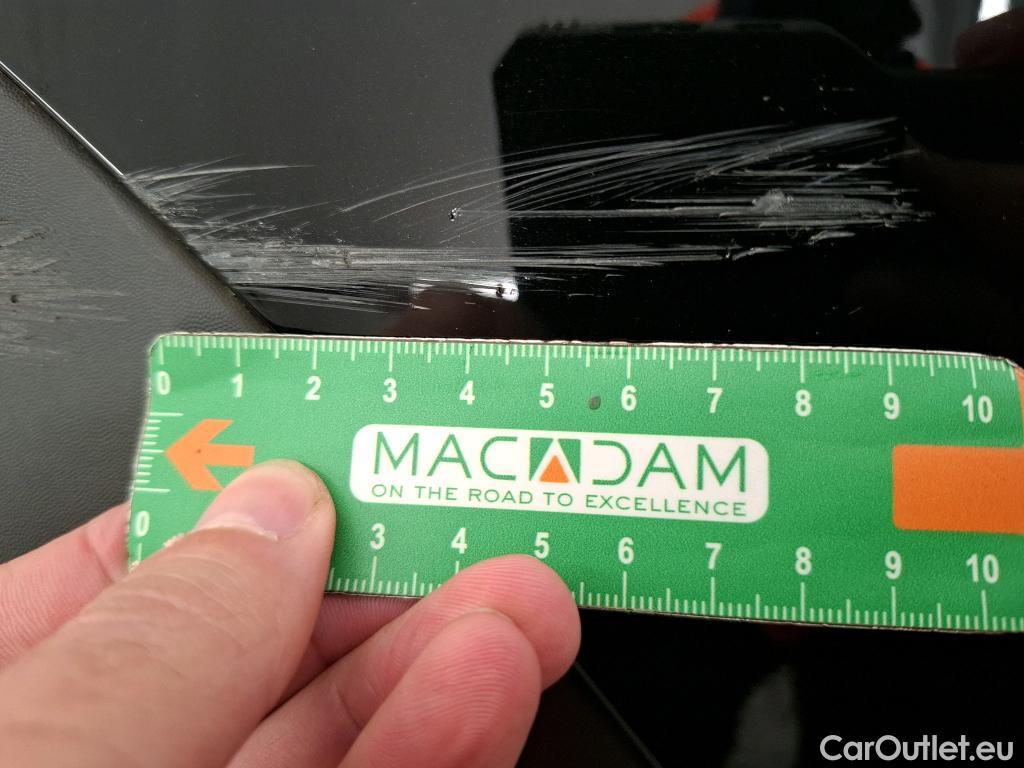 0 1 2 3 4 5 6 7 8 9 10
MACADAM
ON THE ROAD TO EXCELLENCE
0 3 4 5 6 7 8 9 10
CarOutlet.eu